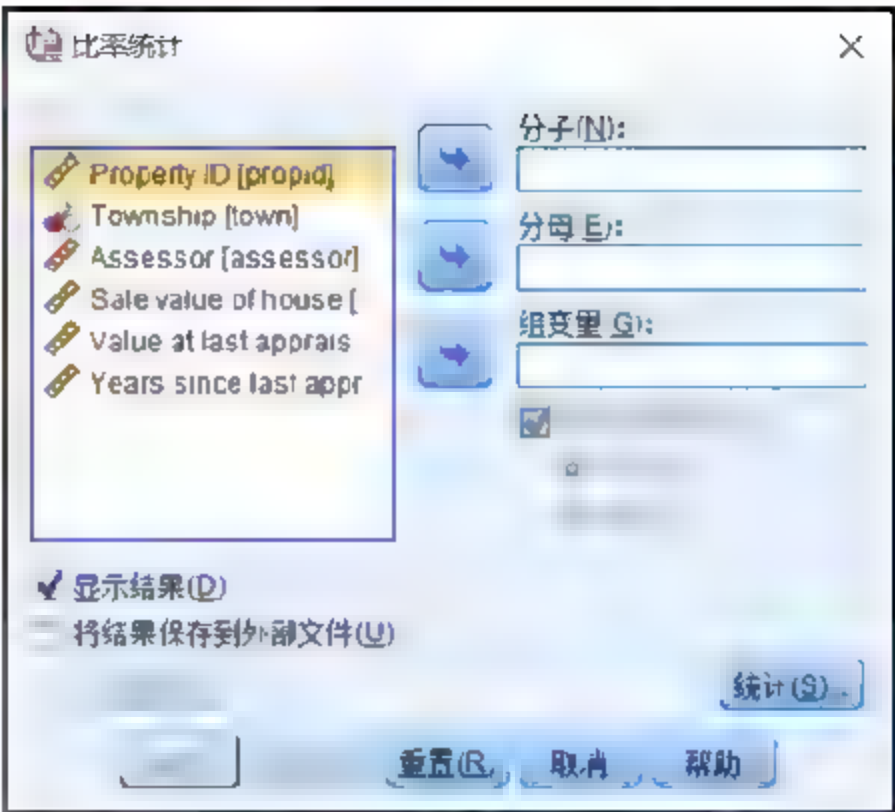 比率统计
分子(N):
Property ID [propid]
Township [town]
分母 E):
Assessor [assessor]
Sale value of house [
组变量 G):
Value at last apprais
Years since last appr
显示结果(D)
将结果保存到外部文件(U)
统计(S)...
重置(R
取消
帮助